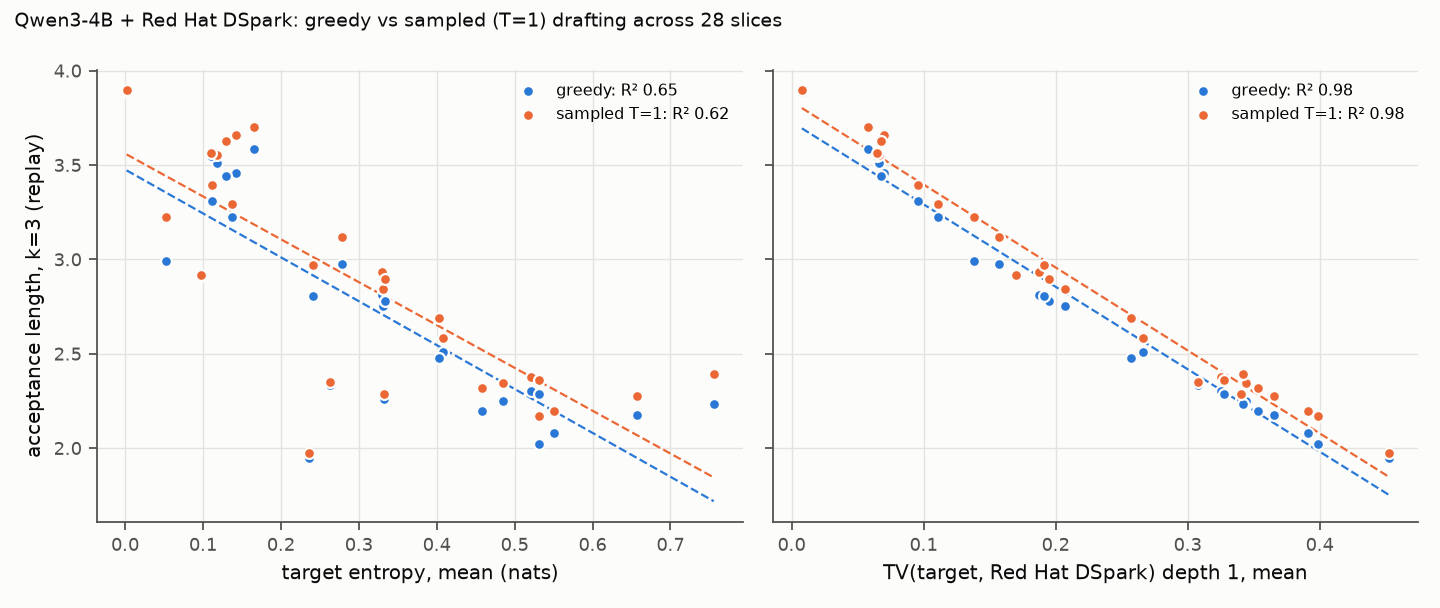 Qwen3-4B + Red Hat DSpark: greedy vs sampled (T=1) drafting across 28 slices
acceptance length, k=3 (replay)
4.0
3.5
3.0
2.5
2.0
greedy: R² 0.65
sampled T=1: R² 0.62
0.0 0.1 0.2 0.3 0.4 0.5 0.6 0.7
target entropy, mean (nats)
greedy: R² 0.98
sampled T=1: R² 0.98
0.0 0.1 0.2 0.3 0.4
TV(target, Red Hat DSpark) depth 1, mean